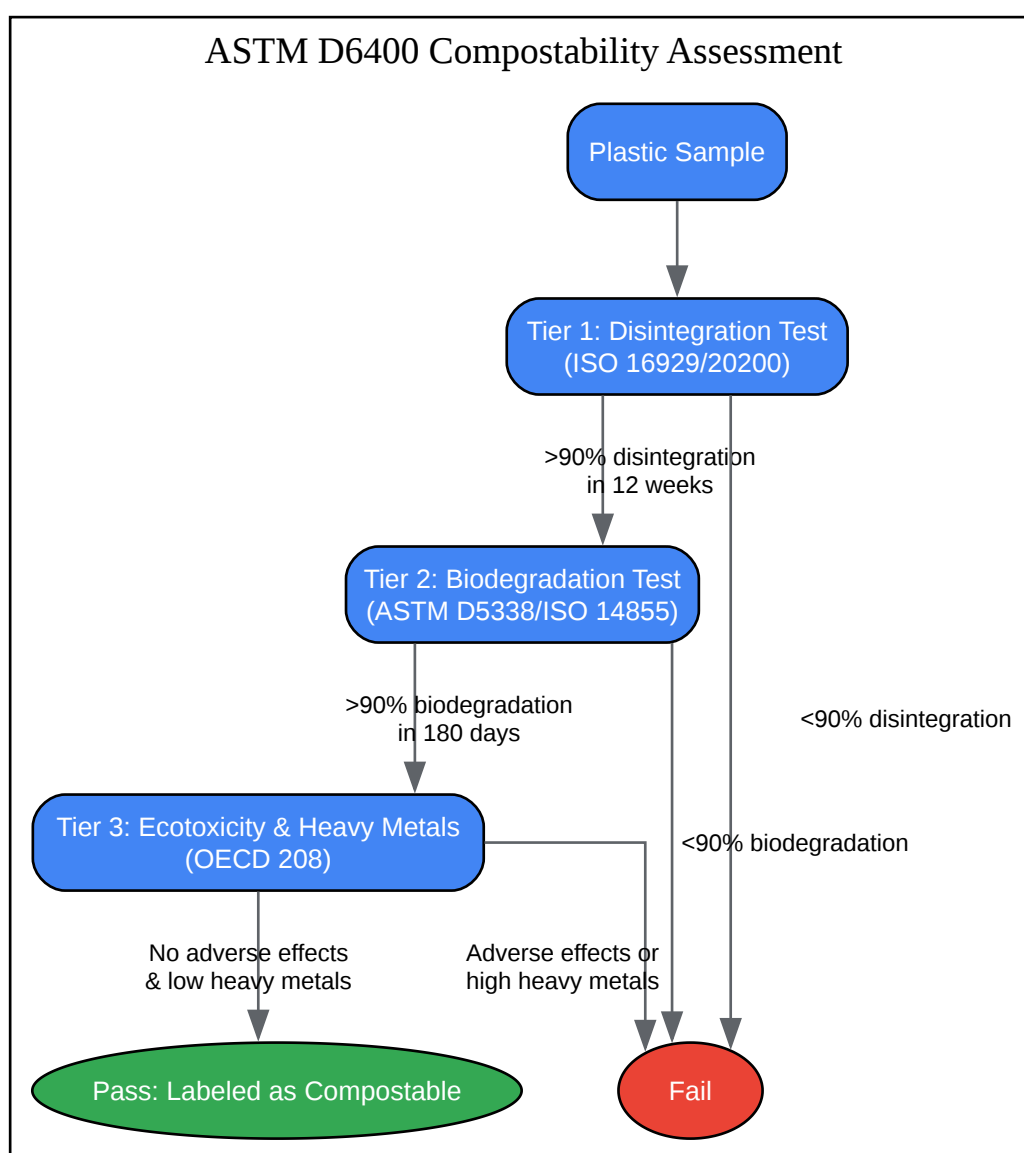 ASTM D6400 Compostability Assessment
Plastic Sample
Tier 1: Disintegration Test
(ISO 16929/20200)
>90% disintegration
in 12 weeks
Tier 2: Biodegradation Test
(ASTM D5338/ISO 14855)
>90% biodegradation
in 180 days
<90% disintegration
Tier 3: Ecotoxicity & Heavy Metals
(OECD 208)
<90% biodegradation
No adverse effects
& low heavy metals
Adverse effects or
high heavy metals
Pass: Labeled as Compostable
Fail